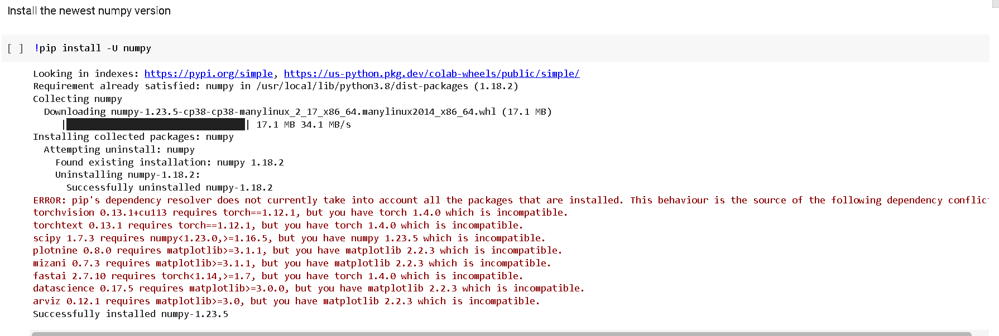 Install the newest numpy version
[ ] !pip install -U numpy
Looking in indexes: https://pypi.org/simple, https://us-python.pkg.dev/colab-wheels/public/simple/
Requirement already satisfied: numpy in /usr/local/lib/python3.8/dist-packages (1.18.2)
Collecting numpy
Downloading numpy-1.23.5-cp38-cp38-manylinux_2_17_x86_64.manylinux2014_x86_64.whl (17.1 MB)
| | 17.1 MB 34.1 MB/s
Installing collected packages: numpy
Attempting uninstall: numpy
Found existing installation: numpy 1.18.2
Uninstalling numpy-1.18.2:
Successfully uninstalled numpy-1.18.2
ERROR: pip's dependency resolver does not currently take into account all the packages that are installed. This behaviour is the source of the following dependency conflic
torchvision 0.13.1+cu113 requires torch==1.12.1, but you have torch 1.4.0 which is incompatible.
torchtext 0.13.1 requires torch==1.12.1, but you have torch 1.4.0 which is incompatible.
scipy 1.7.3 requires numpy<1.23.0,>=1.16.5, but you have numpy 1.23.5 which is incompatible.
plotnine 0.8.0 requires matplotlib>=3.1.1, but you have matplotlib 2.2.3 which is incompatible.
mizani 0.7.3 requires matplotlib>=3.1.1, but you have matplotlib 2.2.3 which is incompatible.
fastai 2.7.10 requires torch<1.14,>=1.7, but you have torch 1.4.0 which is incompatible.
datascience 0.17.5 requires matplotlib>=3.0.0, but you have matplotlib 2.2.3 which is incompatible.
arviz 0.12.1 requires matplotlib>=3.0, but you have matplotlib 2.2.3 which is incompatible.
Successfully installed numpy-1.23.5